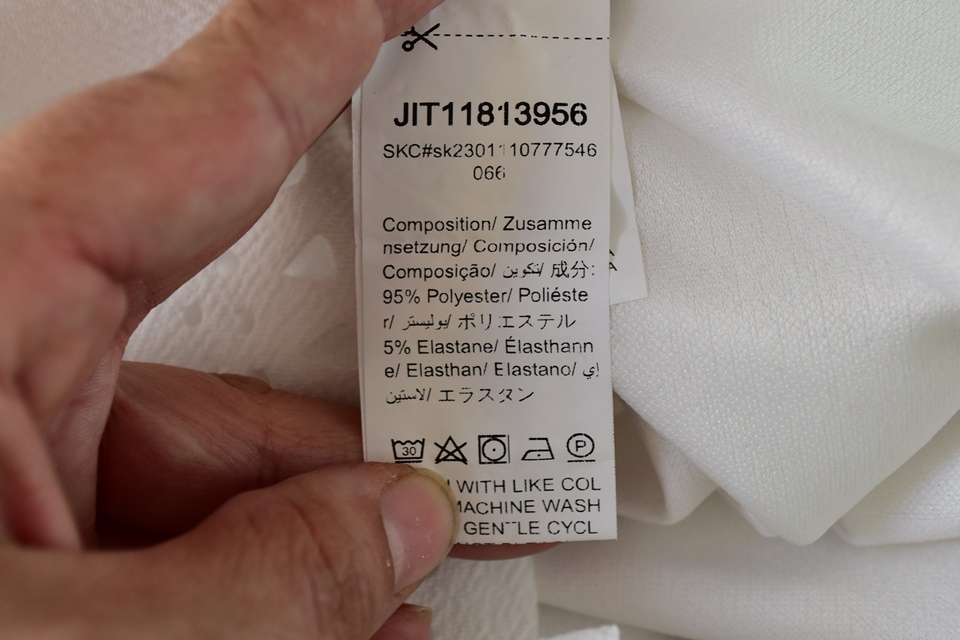 JIT11813956
SKC#sk2301110777546
066
Composition/ Zusamme
nsetzung/ Composición/
Composição/ تكوين/ 成分:
95% Polyester/ Polieste
r/ بوليستر/ ポリエステル
5% Elastane/ Élasthann
e/ Elasthan/ Elastano/ إي
لاستين/ エラスタン
30
P
WITH LIKE COL
MACHINE WASH
GENTLE CYCL